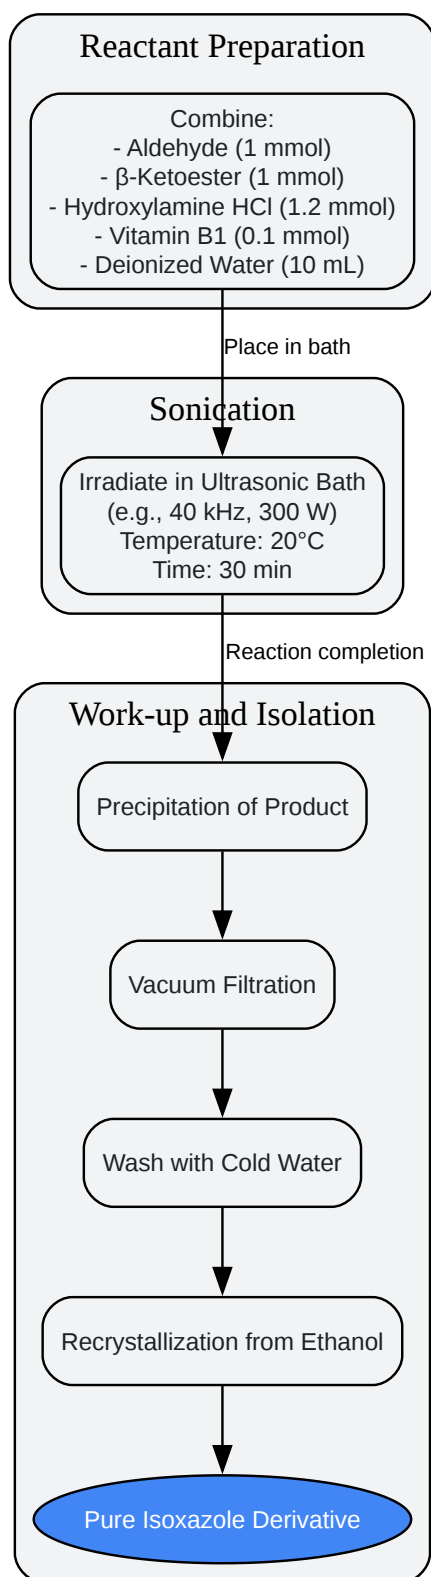 Reactant Preparation
Combine:
- Aldehyde (1 mmol)
- β-Ketoester (1 mmol)
- Hydroxylamine HCl (1.2 mmol)
- Vitamin B1 (0.1 mmol)
- Deionized Water (10 mL)
Place in bath
Sonication
Irradiate in Ultrasonic Bath
(e.g., 40 kHz, 300 W)
Temperature: 20°C
Time: 30 min
Reaction completion
Work-up and Isolation
Precipitation of Product
Vacuum Filtration
Wash with Cold Water
Recrystallization from Ethanol
Pure Isoxazole Derivative